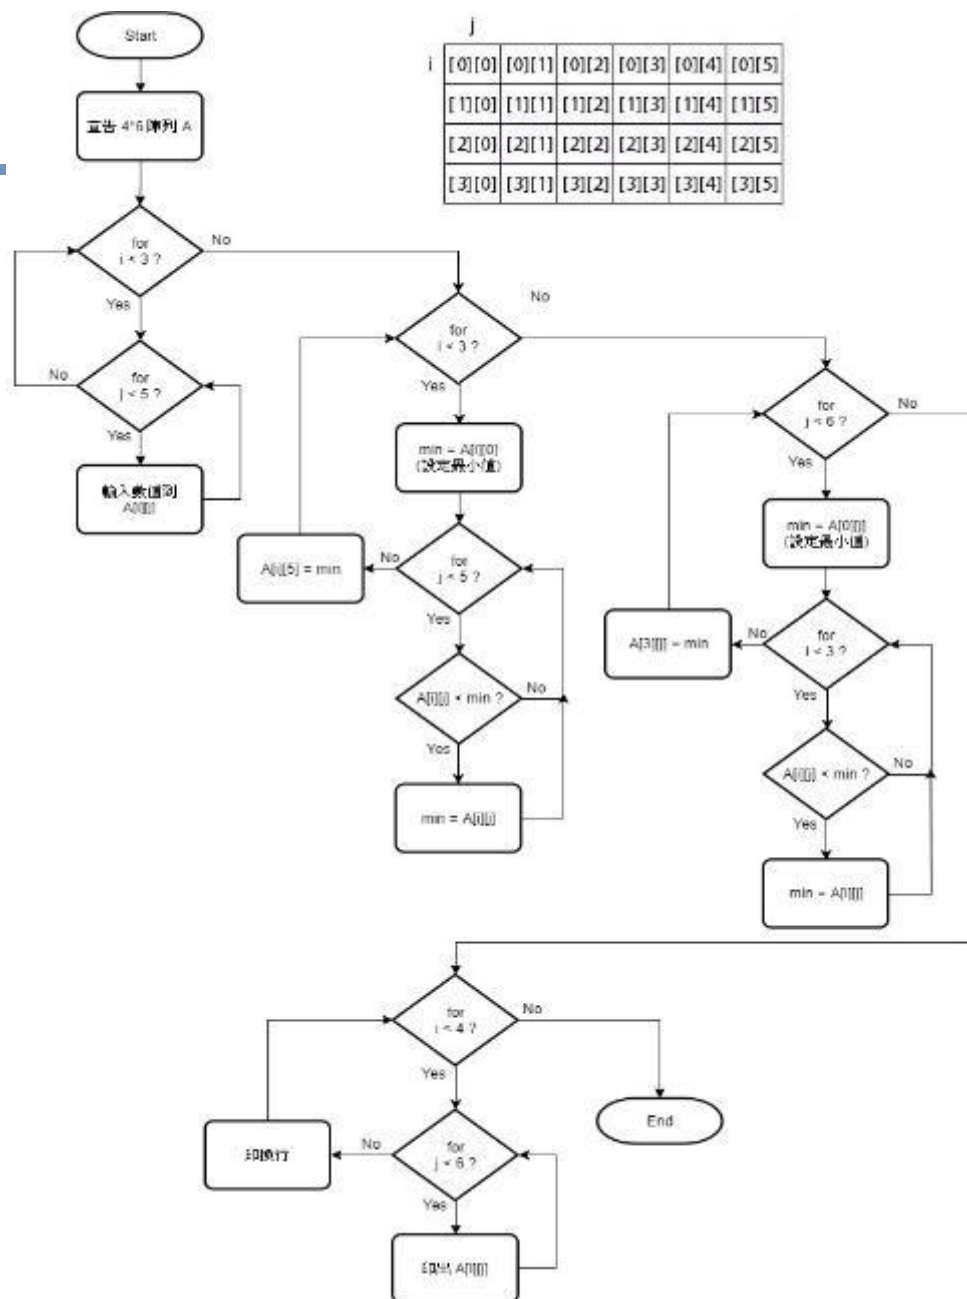 Start
宣告 4*6 陣列 A
for
i < 3 ?
Yes
No
for
j < 5 ?
Yes
No
輸入數值到
A[i][j]
j
i
[0][0] [0][1] [0][2] [0][3] [0][4] [0][5]
[1][0] [1][1] [1][2] [1][3] [1][4] [1][5]
[2][0] [2][1] [2][2] [2][3] [2][4] [2][5]
[3][0] [3][1] [3][2] [3][3] [3][4] [3][5]
for
i < 3 ?
Yes
No
min = A[i][0]
(設定最小值)
for
j < 5 ?
Yes
No
A[i][5] = min
A[i][j] < min ?
Yes
No
min = A[i][j]
for
j < 6 ?
Yes
No
min = A[0][j]
(設定最小值)
for
i < 3 ?
Yes
No
A[3][j] = min
A[i][j] < min ?
Yes
No
min = A[i][j]
for
i < 4 ?
Yes
No
End
for
j < 6 ?
Yes
No
印換行
印出 A[i][j]